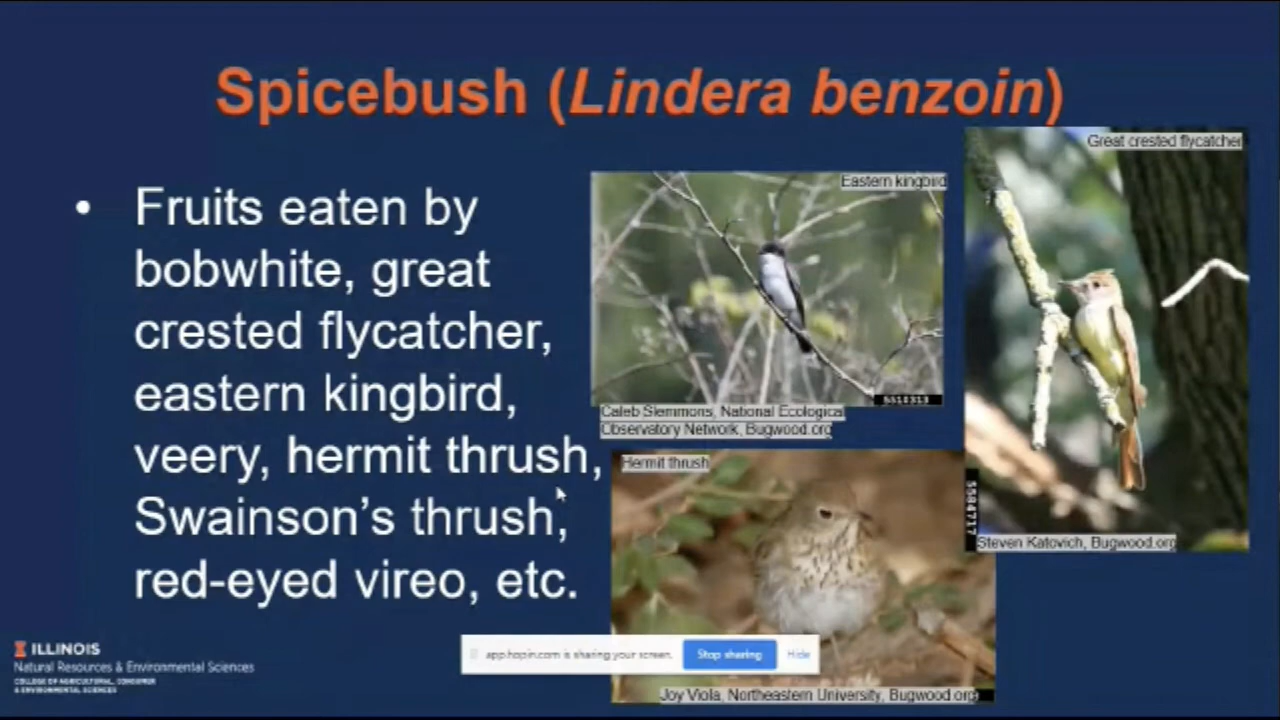 Spicebush (Lindera benzoin)
• Fruits eaten by
bobwhite, great
crested flycatcher,
eastern kingbird,
veery, hermit thrush,
Swainson's thrush,
red-eyed vireo, etc.
Eastern kingbird
5510313
Caleb Slemmons, National Ecological
Observatory Network, Bugwood.org
Great crested flycatcher
5584717
Steven Katovich, Bugwood.org
Hermit thrush
Joy Viola, Northeastern University, Bugwood.org
app.hopin.com is sharing your screen. Stop sharing Hide
ILLINOIS
Natural Resources & Environmental Sciences
COLLEGE OF AGRICULTURAL, CONSUMER
& ENVIRONMENTAL SCIENCES